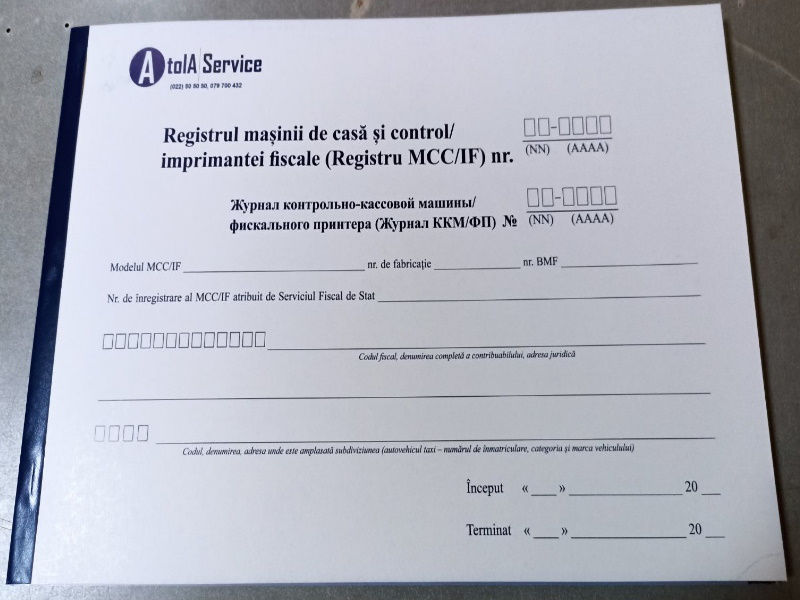 AtolA Service
(022) 50 50 50, 079 700 432
Registrul mașinii de casă și control/
imprimantei fiscale (Registru MCC/IF) nr.
(NN) (AAAA)
Журнал контрольно-кассовой машины/
фискального принтера (Журнал ККМ/ФП) №
(NN) (AAAA)
Modelul MCC/IF nr. de fabricație nr. BMF
Nr. de înregistrare al MCC/IF atribuit de Serviciul Fiscal de Stat
Codul fiscal, denumirea completă a contribuabilului, adresa juridică
Codul, denumirea, adresa unde este amplasată subdiviziunea (autovehicul taxi – numărul de înmatriculare, categoria și marca vehiculului)
Început « » 20
Terminat « » 20